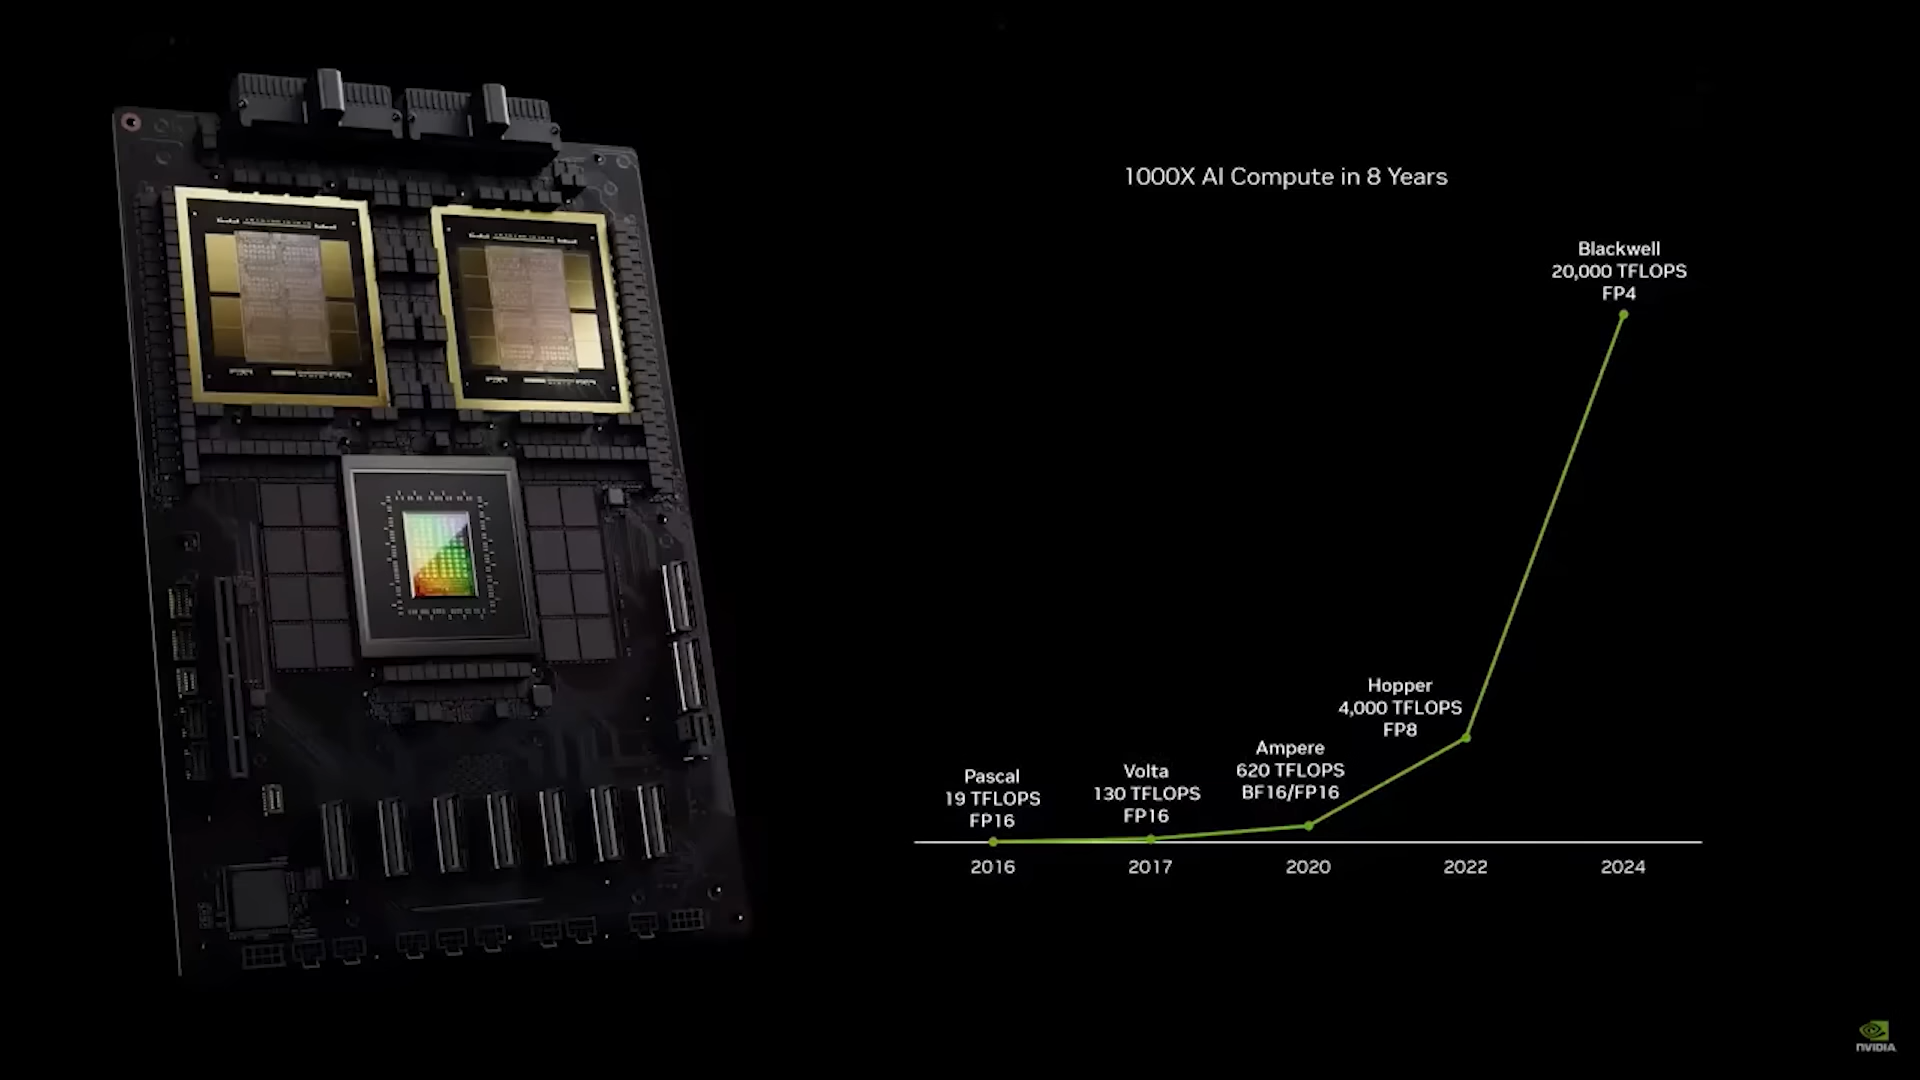 1000X AI Compute in 8 Years
Blackwell
20,000 TFLOPS
FP4
Hopper
4,000 TFLOPS
FP8
Ampere
620 TFLOPS
BF16/FP16
Volta
130 TFLOPS
FP16
Pascal
19 TFLOPS
FP16
2016
2017
2020
2022
2024
NVIDIA